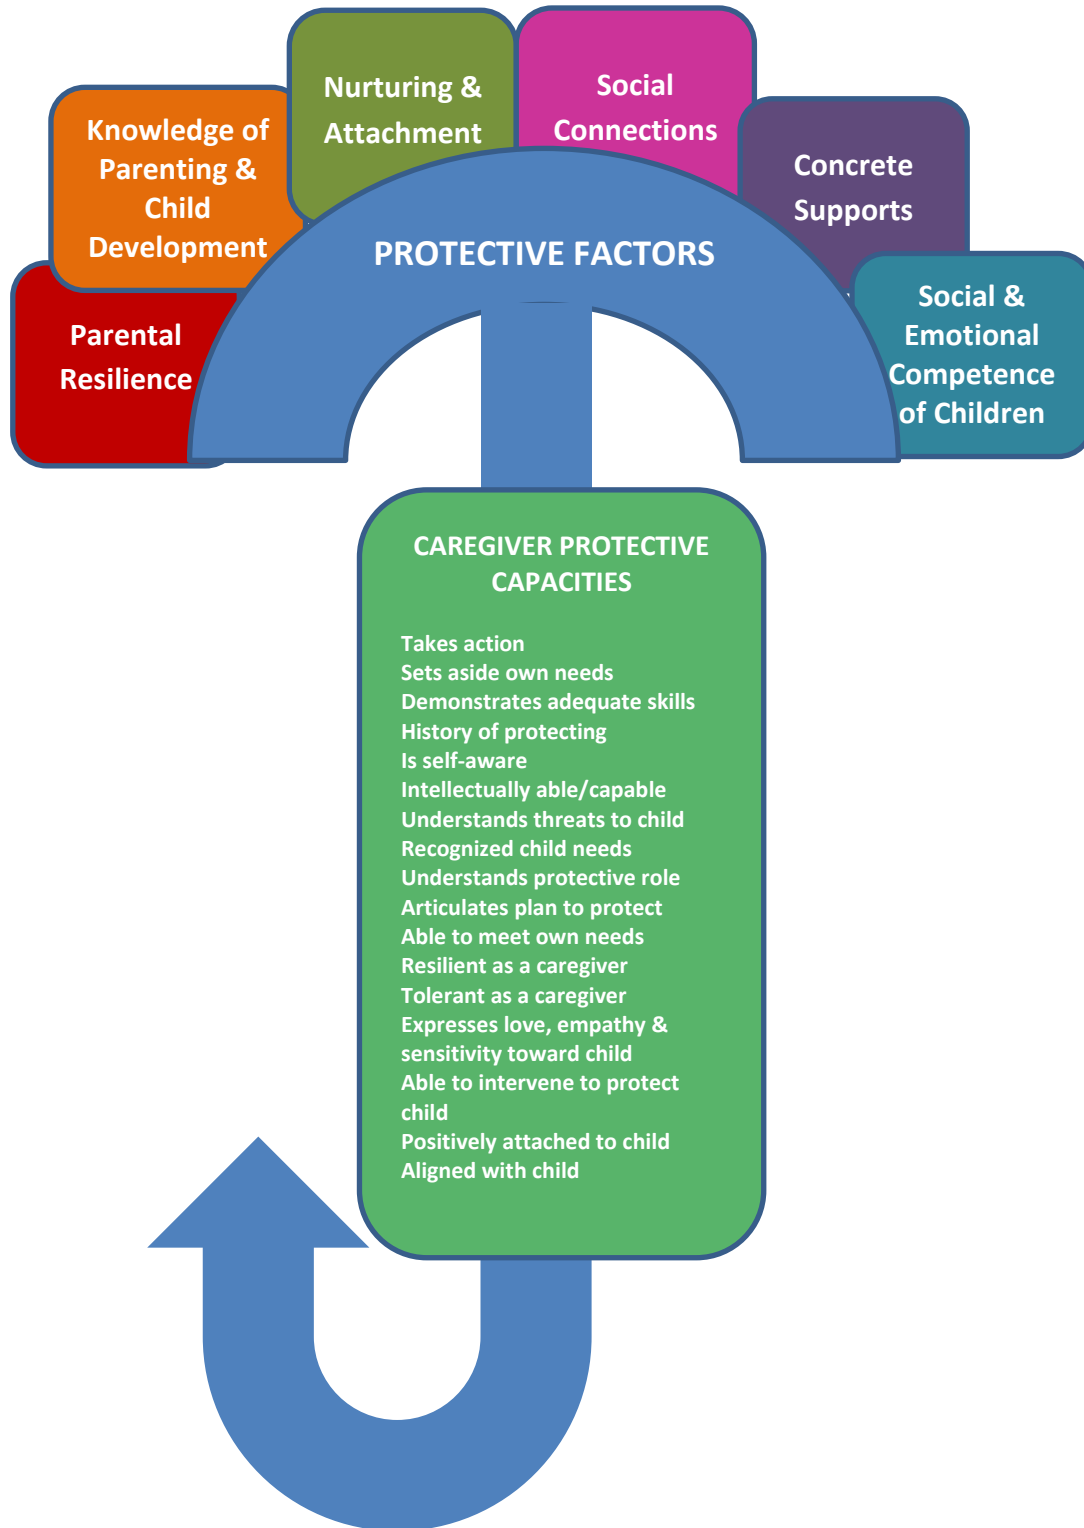 Nurturing &
Attachment
Social
Connections
Knowledge of
Parenting &
Child
Development
Concrete
Supports
PROTECTIVE FACTORS
Parental
Resilience
Social &
Emotional
Competence
of Children
CAREGIVER PROTECTIVE
CAPACITIES
Takes action
Sets aside own needs
Demonstrates adequate skills
History of protecting
Is self-aware
Intellectually able/capable
Understands threats to child
Recognized child needs
Understands protective role
Articulates plan to protect
Able to meet own needs
Resilient as a caregiver
Tolerant as a caregiver
Expresses love, empathy &
sensitivity toward child
Able to intervene to protect
child
Positively attached to child
Aligned with child